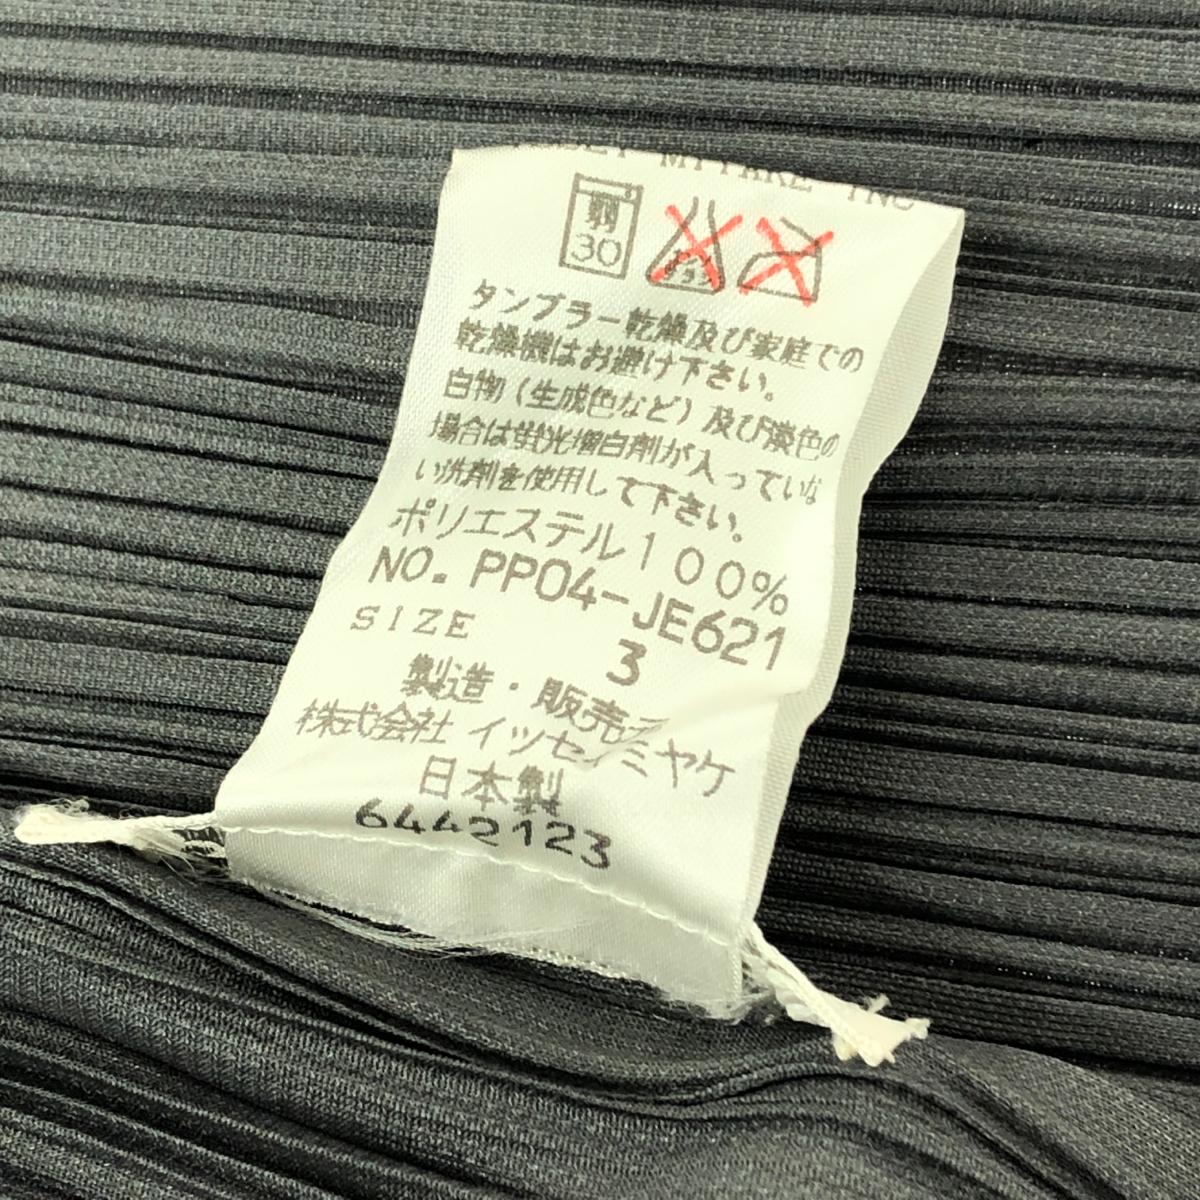 MIYAKE INC
弱
30
タンブラー乾燥及び家庭での
乾燥機はお避け下さい。
白物(生成色など)及び淡色の
場合は蛍光増白剤が入っていな
い洗剤を使用して下さい。
ポリエステル100%
NO. PP04-JE621
SIZE 3
製造・販売元
株式会社 イッセイミヤケ
日本製
6442123